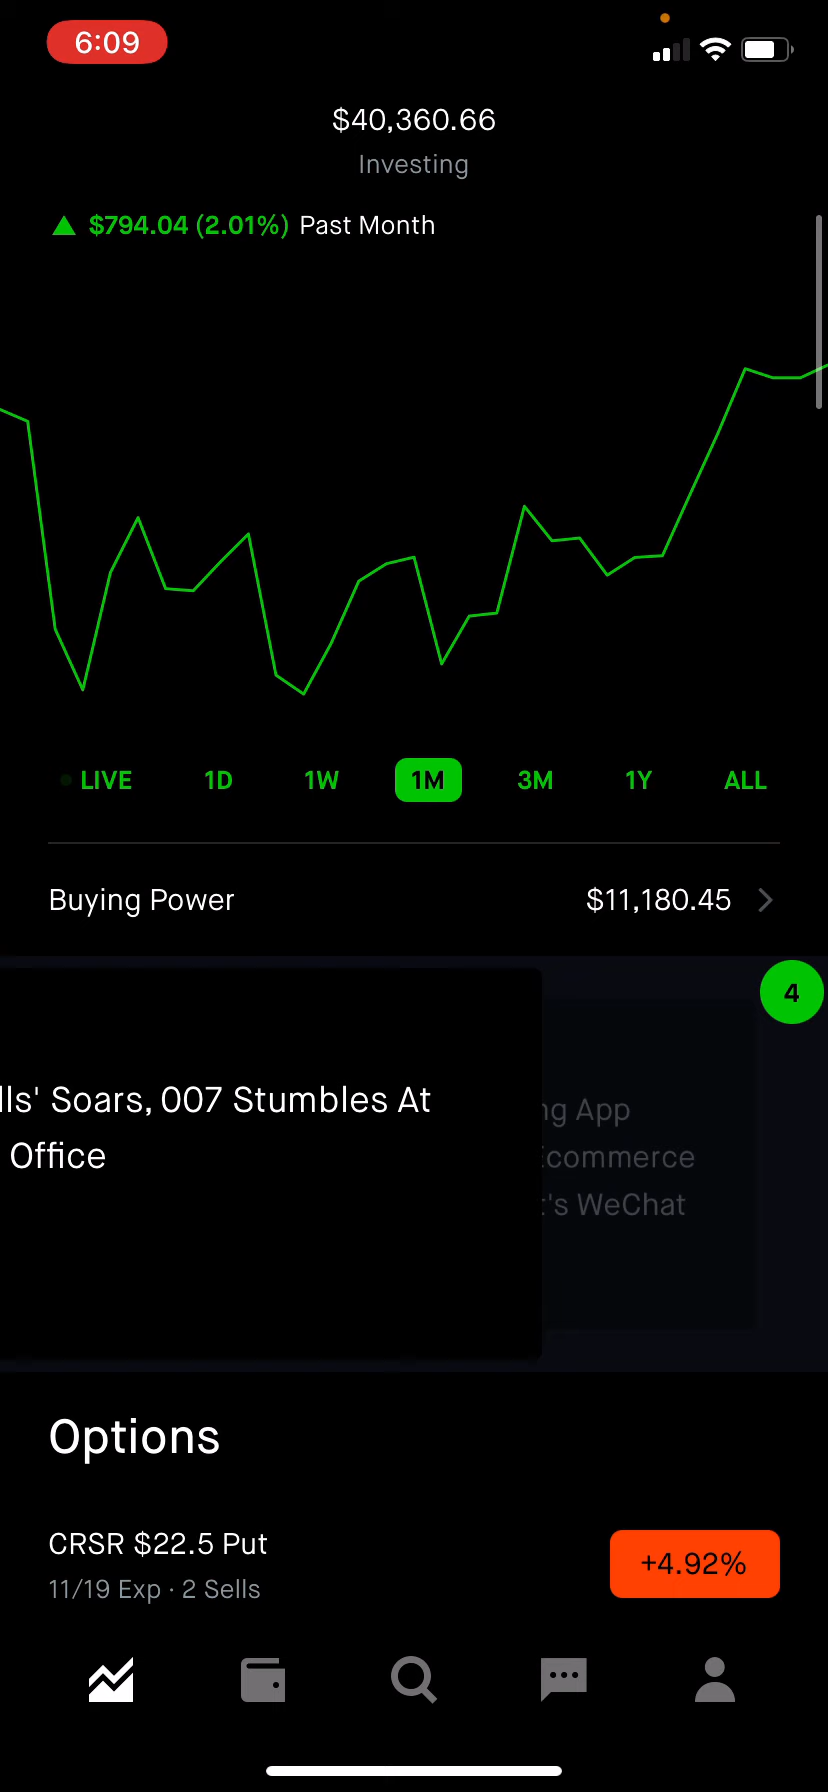 6:09
$40,360.66
Investing
$794.04 (2.01%) Past Month
LIVE 1D 1W 1M 3M 1Y ALL
Buying Power $11,180.45
4
lls' Soars, 007 Stumbles At
Office
ng App
Ecommerce
t's WeChat
Options
CRSR $22.5 Put
11/19 Exp · 2 Sells
+4.92%